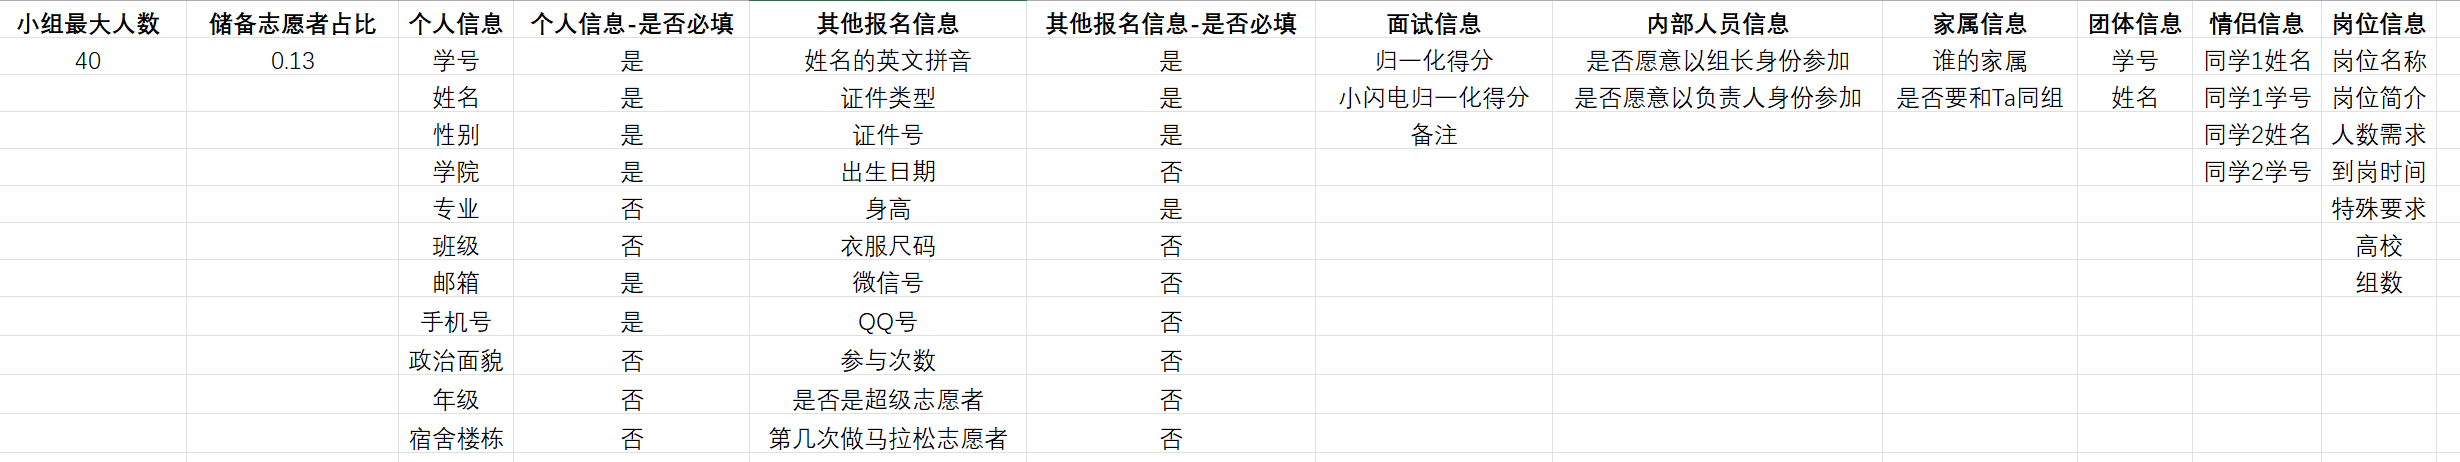 小组最大人数 储备志愿者占比 个人信息 个人信息-是否必填 其他报名信息 其他报名信息-是否必填 面试信息 内部人员信息 家属信息 团体信息 情侣信息 岗位信息
40 0.13 学号 是 姓名的英文拼音 是 归一化得分 是否愿意以组长身份参加 谁的家属 学号 同学1姓名 岗位名称
姓名 是 证件类型 是 小闪电归一化得分 是否愿意以负责人身份参加 是否要和Ta同组 姓名 同学1学号 岗位简介
性别 是 证件号 是 备注 同学2姓名 人数需求
学院 是 出生日期 否 同学2学号 到岗时间
专业 否 身高 是 特殊要求
班级 否 衣服尺码 否 高校
邮箱 是 微信号 否 组数
手机号 是 QQ号 否
政治面貌 否 参与次数 否
年级 否 是否是超级志愿者 否
宿舍楼栋 否 第几次做马拉松志愿者 否